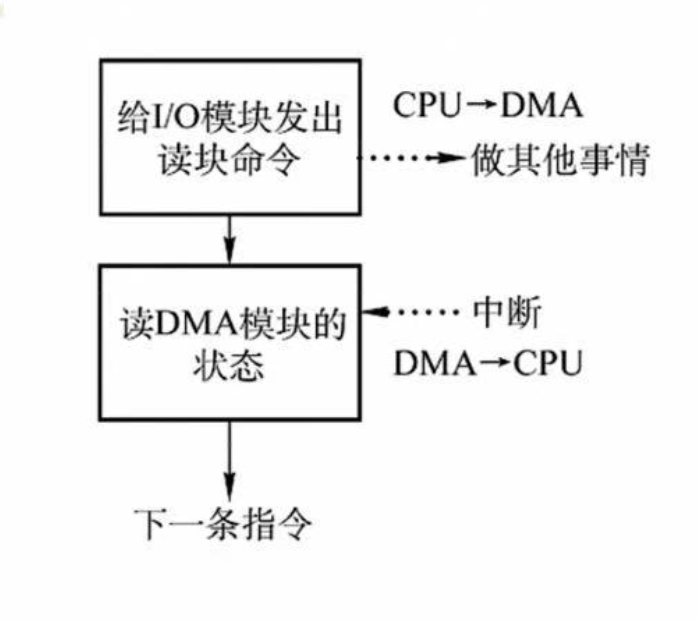 给I/O模块发出
读块命令
CPU→DMA
做其他事情
读DMA模块的
状态
中断
DMA→CPU
下一条指令